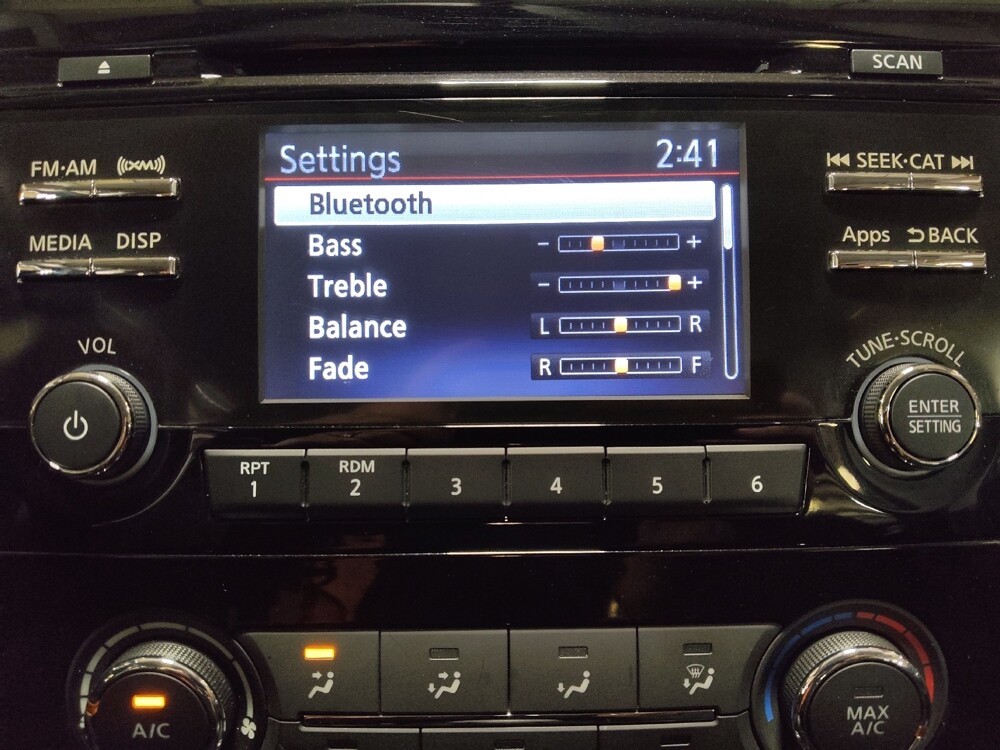 SCAN
FM·AM ((XM))
MEDIA DISP
VOL
Settings 2:41
Bluetooth
Bass - +
Treble - +
Balance L R
Fade R F
SEEK·CAT
Apps BACK
TUNE·SCROLL
ENTER
SETTING
RPT 1
RDM 2
3
4
5
6
A/C
MAX
A/C